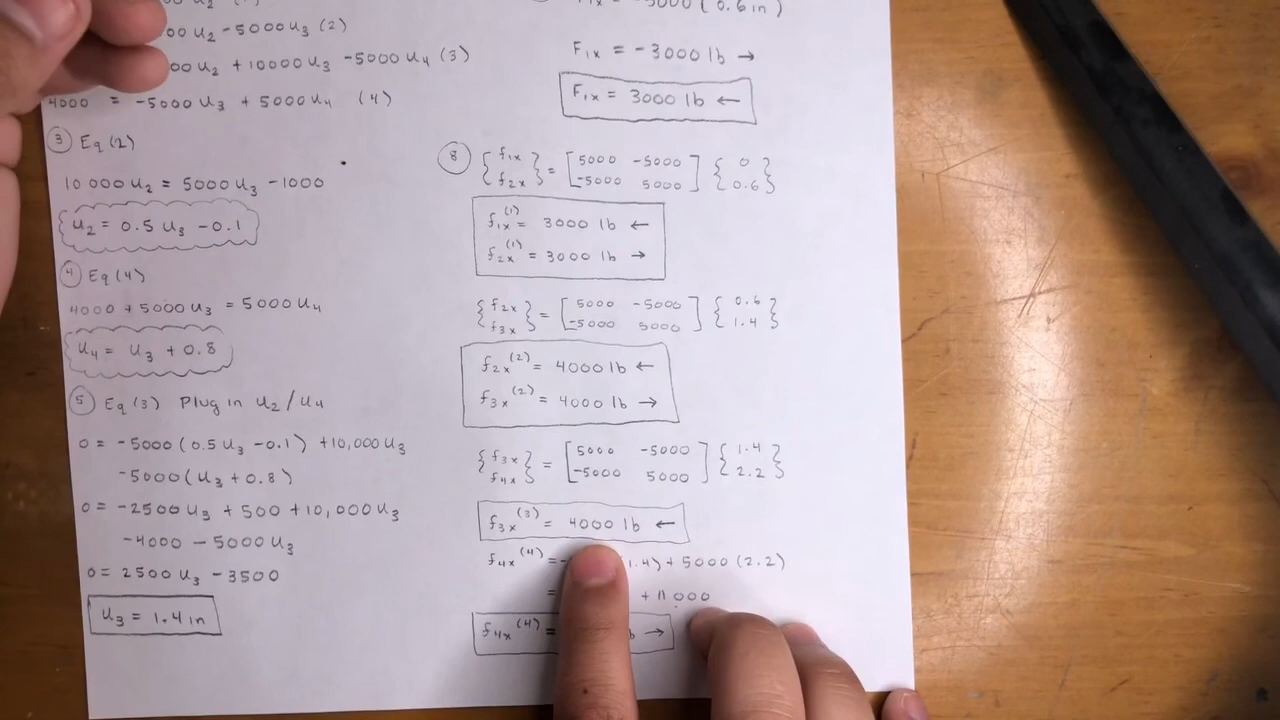 u₂ - 5000 u₃ (2)
u₂ + 10000 u₃ - 5000 u₄ (3)
4000 = -5000 u₃ + 5000 u₄ (4)
③ Eq (2)
10 000 u₂ = 5000 u₃ - 1000
u₂ = 0.5 u₃ - 0.1
④ Eq (4)
4000 + 5000 u₃ = 5000 u₄
u₄ = u₃ + 0.8
⑤ Eq (3) Plug in u₂ / u₄
0 = -5000 (0.5 u₃ - 0.1) + 10,000 u₃
-5000 (u₃ + 0.8)
0 = -2500 u₃ + 500 + 10,000 u₃
-4000 - 5000 u₃
0 = 2500 u₃ - 3500
u₃ = 1.4 in
(0.6 in)
F₁ₓ = -3000 lb →
F₁ₓ = 3000 lb ←
⑧ { f₁ₓ = [ 5000 -5000 ] { 0 }
f₂ₓ } -5000 5000 0.6
f₁ₓ⁽¹⁾ = 3000 lb ←
f₂ₓ⁽¹⁾ = 3000 lb →
{ f₂ₓ = [ 5000 -5000 ] { 0.6 }
f₃ₓ } -5000 5000 1.4
f₂ₓ⁽²⁾ = 4000 lb ←
f₃ₓ⁽²⁾ = 4000 lb →
{ f₃ₓ = [ 5000 -5000 ] { 1.4 }
f₄ₓ } -5000 5000 2.2
f₃ₓ⁽³⁾ = 4000 lb ←
f₄ₓ⁽⁴⁾ = 1.4) + 5000 (2.2)
= + 11000
f₄ₓ⁽⁴⁾ = →